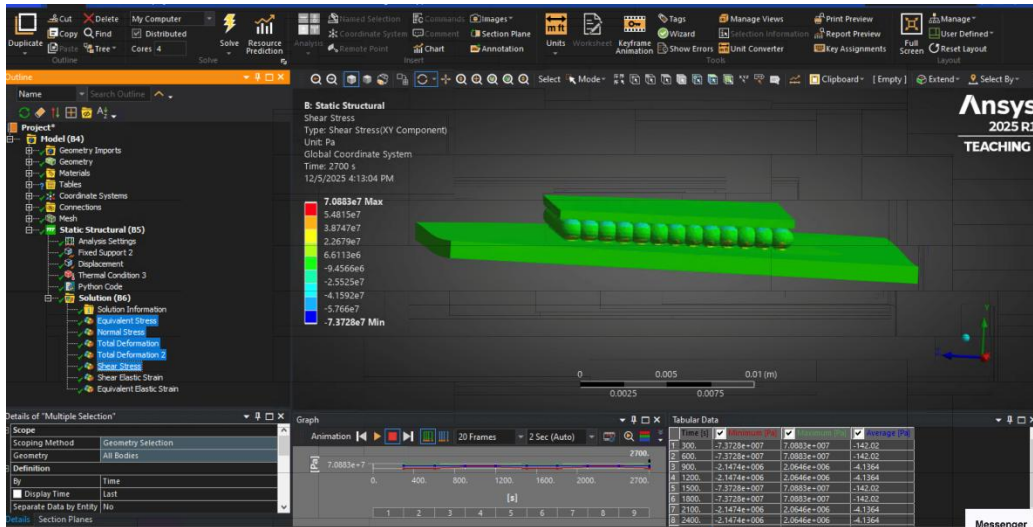 Cut
Delete
My Computer
Copy
Find
Distributed
Duplicate
Paste
Tree
Cores 4
Outline
Solve
Resource
Prediction
Solve
Analysis
Named Selection
Coordinate System
Remote Point
Commands
Comment
Chart
Images
Section Plane
Annotation
Insert
Units
Worksheet
Keyframe
Animation
Tags
Wizard
Show Errors
Manage Views
Selection Information
Unit Converter
Print Preview
Report Preview
Key Assignments
Tools
Full
Screen
Manage
User Defined
Reset Layout
Layout
Outline
Name
Search Outline
Select
Mode
Clipboard
[ Empty ]
Extend
Select By
Project*
Model (B4)
Geometry Imports
Geometry
Materials
Tables
Coordinate Systems
Connections
Mesh
Static Structural (B5)
Analysis Settings
Fixed Support 2
Displacement
Thermal Condition 3
Python Code
Solution (B6)
Solution Information
Equivalent Stress
Normal Stress
Total Deformation
Total Deformation 2
Shear Stress
Shear Elastic Strain
Equivalent Elastic Strain
B: Static Structural
Shear Stress
Type: Shear Stress(XY Component)
Unit: Pa
Global Coordinate System
Time: 2700 s
12/5/2025 4:13:04 PM
7.0883e7 Max
5.4815e7
3.8747e7
2.2679e7
6.6113e6
-9.4566e6
-2.5525e7
-4.1592e7
-5.766e7
-7.3728e7 Min
Ansys
2025 R1
TEACHING
0
0.005
0.01 (m)
0.0025
0.0075
Details of "Multiple Selection"
Scope
Scoping Method Geometry Selection
Geometry All Bodies
Definition
By Time
Display Time Last
Separate Data by Entity No
Details Section Planes
Graph
Animation
20 Frames
2 Sec (Auto)
2700.
[Pa]
7.0883e+7
0. 400. 800. 1200. 1600. 2000. 2700.
[s]
1 2 3 4 5 6 7 8 9
Tabular Data
Time [s] Minimum [Pa] Maximum [Pa] Average [Pa]
1 300. -7.3728e+007 7.0883e+007 -142.02
2 600. -7.3728e+007 7.0883e+007 -142.02
3 900. -2.1474e+006 2.0646e+006 -4.1364
4 1200. -2.1474e+006 2.0646e+006 -4.1364
5 1500. -7.3728e+007 7.0883e+007 -142.02
6 1800. -7.3728e+007 7.0883e+007 -142.02
7 2100. -2.1474e+006 2.0646e+006 -4.1364
8 2400. -2.1474e+006 2.0646e+006 -4.1364
Messenger